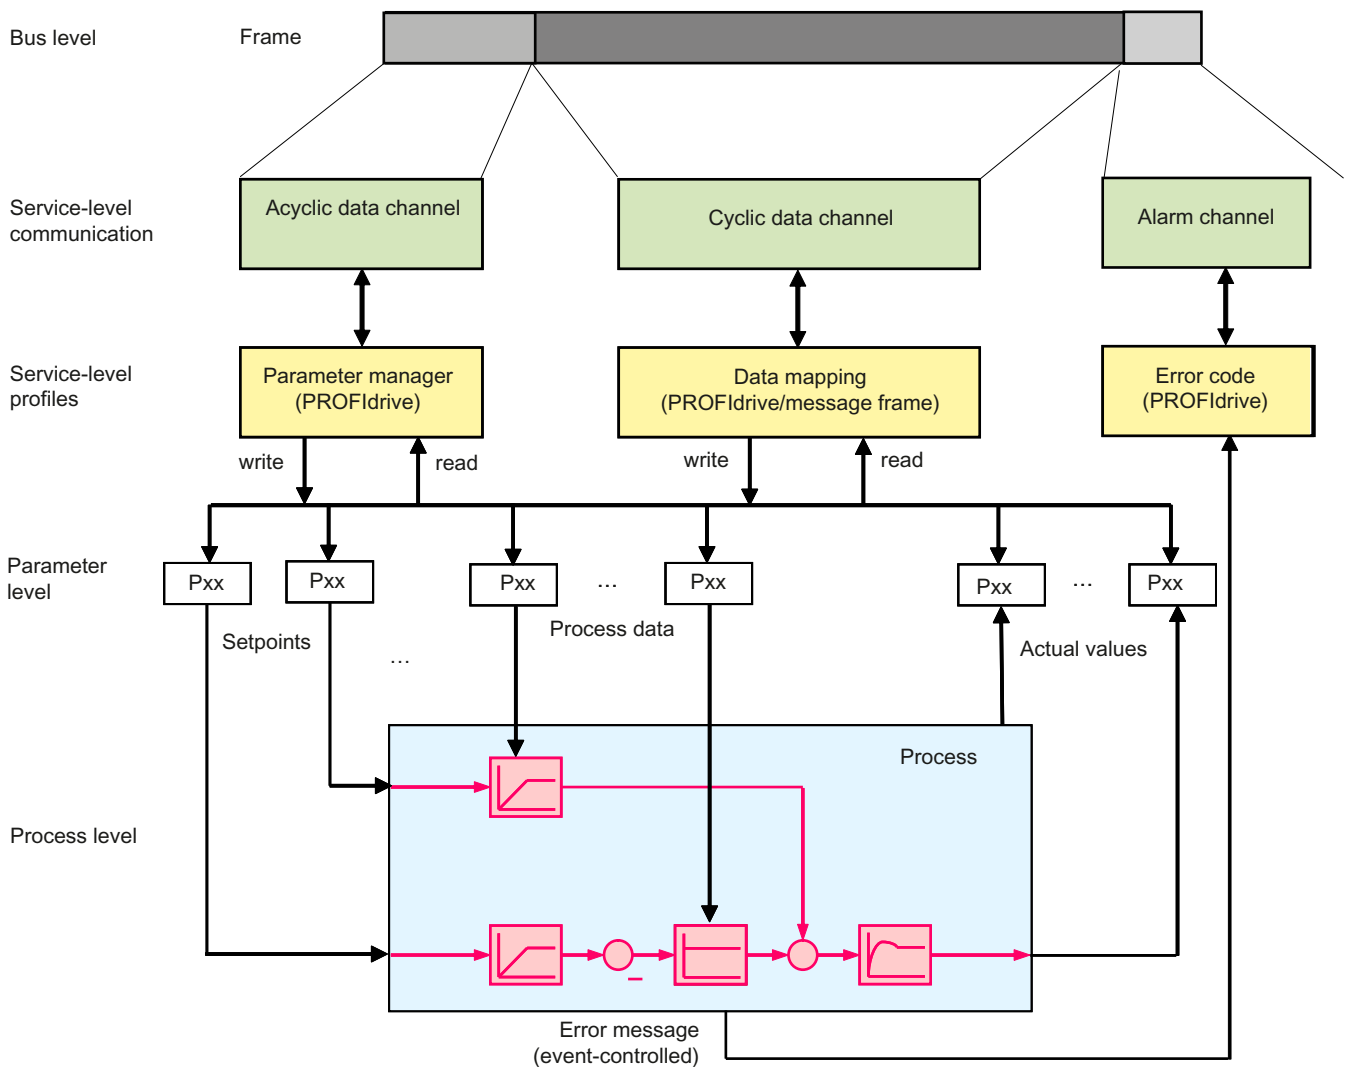 Bus level
Frame
Service-level
communication
Acyclic data channel
Cyclic data channel
Alarm channel
Service-level
profiles
Parameter manager
(PROFIdrive)
Data mapping
(PROFIdrive/message frame)
Error code
(PROFIdrive)
write
read
write
read
Parameter
level
Pxx
Pxx
Pxx
...
Pxx
Pxx
...
Pxx
Setpoints
...
Process data
Actual values
Process
Process level
Error message
(event-controlled)